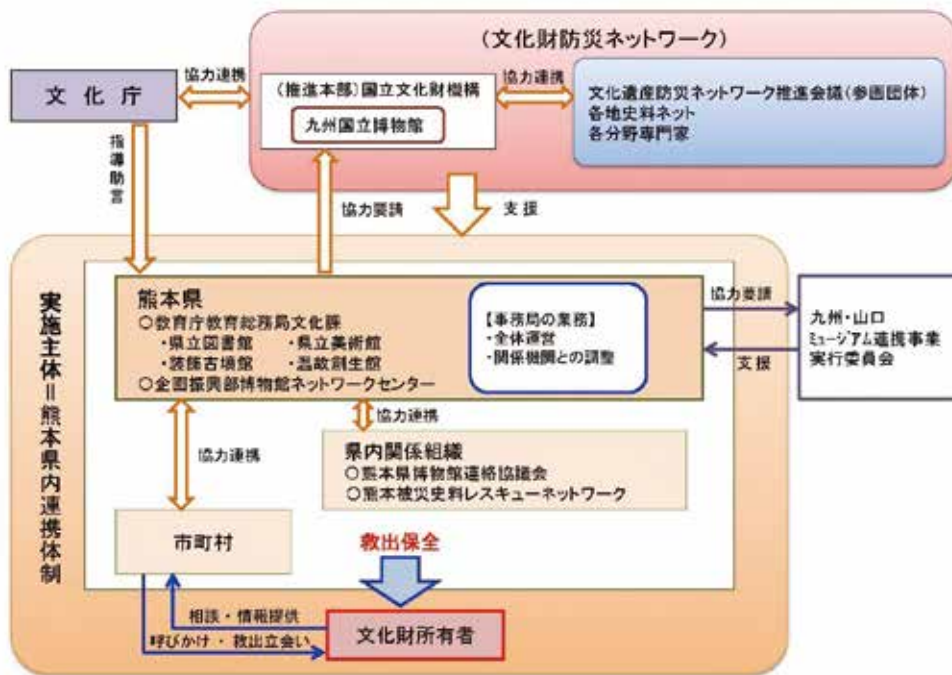 (文化財防災ネットワーク)
文化庁
協力連携
(推進本部)国立文化財機構
九州国立博物館
協力連携
文化遺産防災ネットワーク推進会議(参画団体)
各地史料ネット
各分野専門家
指導助言
協力要請
支援
実施主体=熊本県内連携体制
熊本県
○教育庁教育総務局文化課
・県立図書館 ・県立美術館
・装飾古墳館 ・温故創生館
○企画振興部博物館ネットワークセンター
【事務局の業務】
・全体運営
・関係機関との調整
協力要請
支援
九州・山口
ミュージアム連携事業
実行委員会
協力連携
協力連携
県内関係組織
○熊本県博物館連絡協議会
○熊本被災史料レスキューネットワーク
市町村
救出保全
相談・情報提供
呼びかけ・救出立会い
文化財所有者